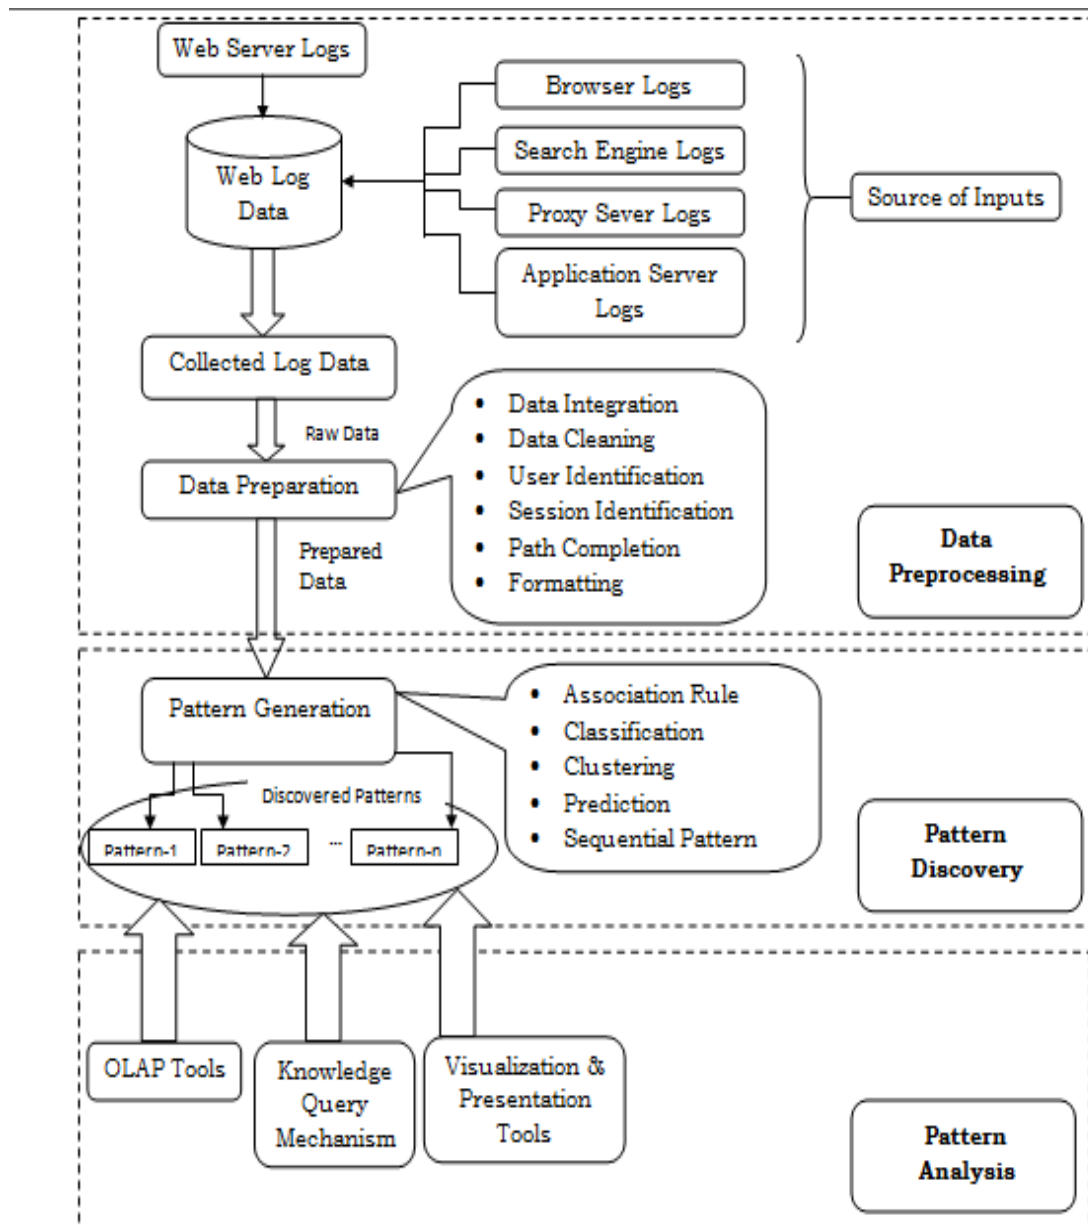 Web Server Logs
Browser Logs
Search Engine Logs
Web Log
Data
Source of Inputs
Proxy Sever Logs
Application Server
Logs
Collected Log Data
Raw Data
Data Preparation
• Data Integration
• Data Cleaning
• User Identification
• Session Identification
• Path Completion
• Formatting
Prepared
Data
Data
Preprocessing
Pattern Generation
• Association Rule
• Classification
• Clustering
• Prediction
• Sequential Pattern
Discovered Patterns
Pattern-1
Pattern-2
...
Pattern-n
Pattern
Discovery
OLAP Tools
Knowledge
Query
Mechanism
Visualization &
Presentation
Tools
Pattern
Analysis